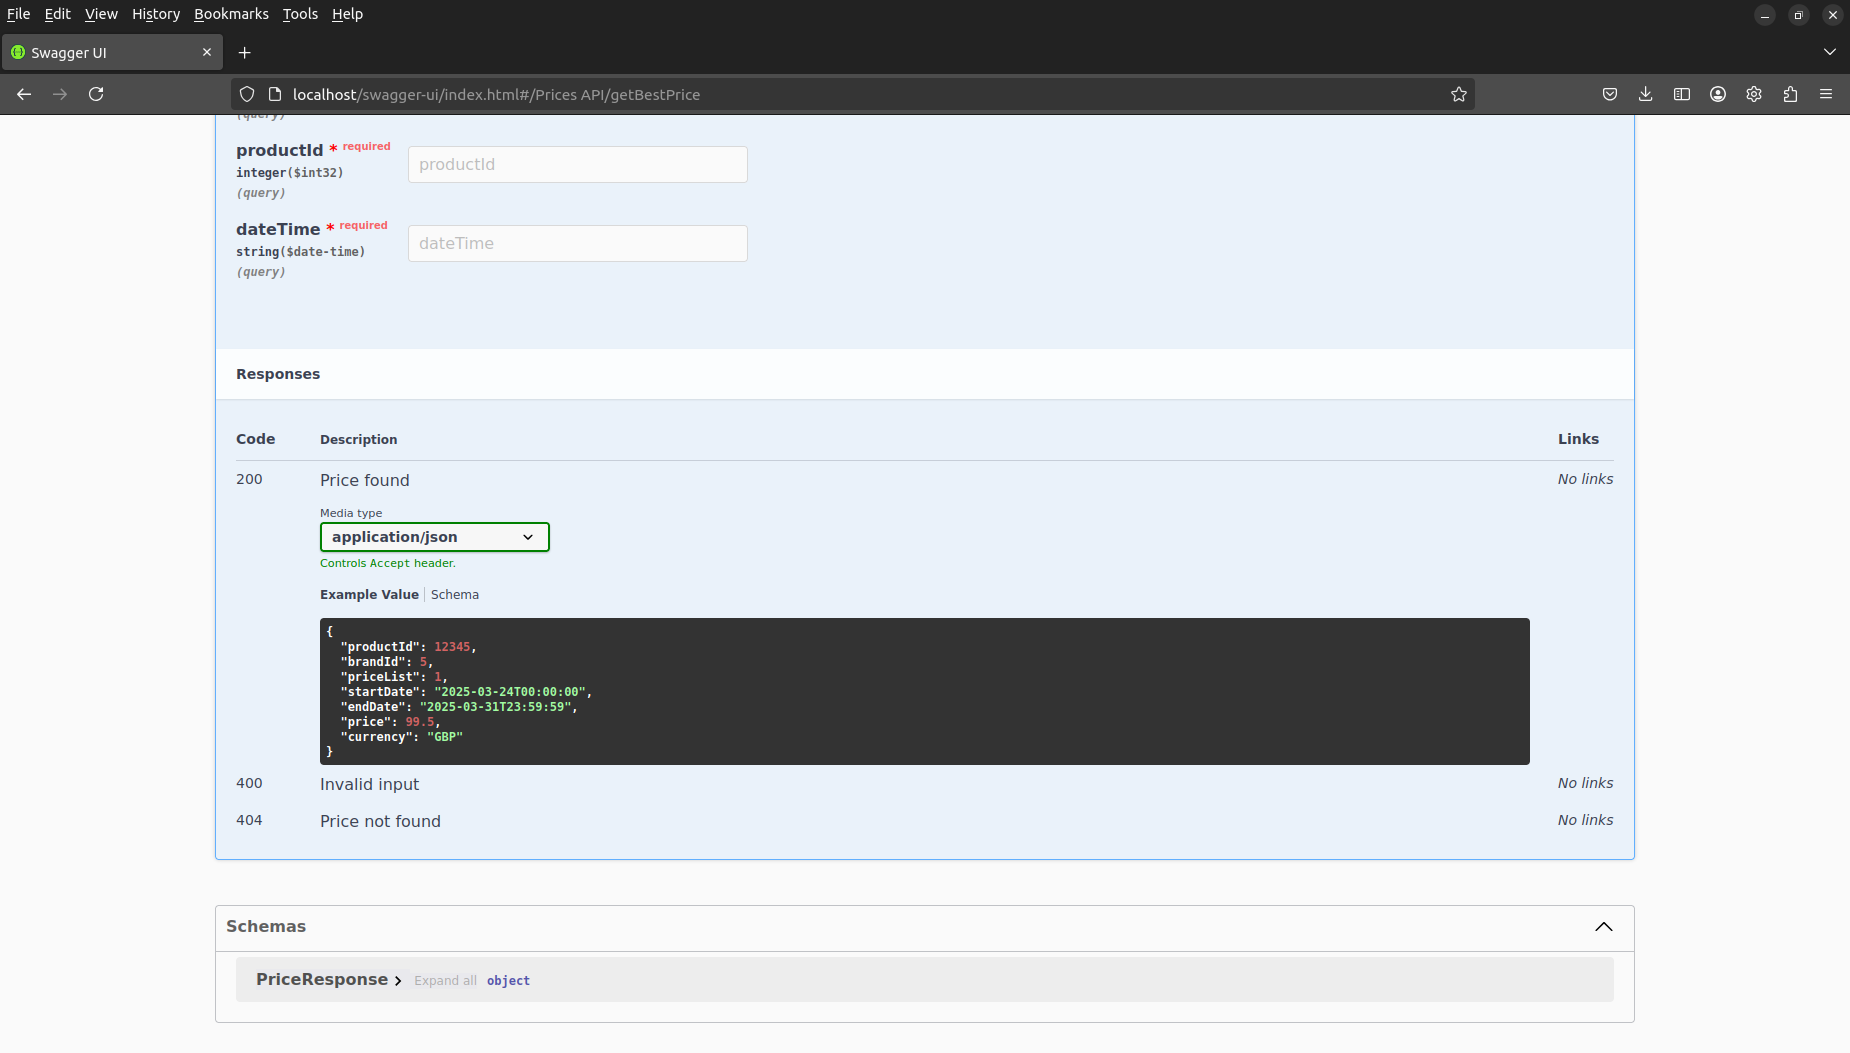 File Edit View History Bookmarks Tools Help
Swagger UI
localhost/swagger-ui/index.html#/Prices API/getBestPrice
(query)
productId * required
productId
integer($int32)
(query)
dateTime * required
dateTime
string($date-time)
(query)
Responses
Code Description Links
200 Price found No links
Media type
application/json
Controls Accept header.
Example Value Schema
{
"productId": 12345,
"brandId": 5,
"priceList": 1,
"startDate": "2025-03-24T00:00:00",
"endDate": "2025-03-31T23:59:59",
"price": 99.5,
"currency": "GBP"
}
400 Invalid input No links
404 Price not found No links
Schemas
PriceResponse Expand all object